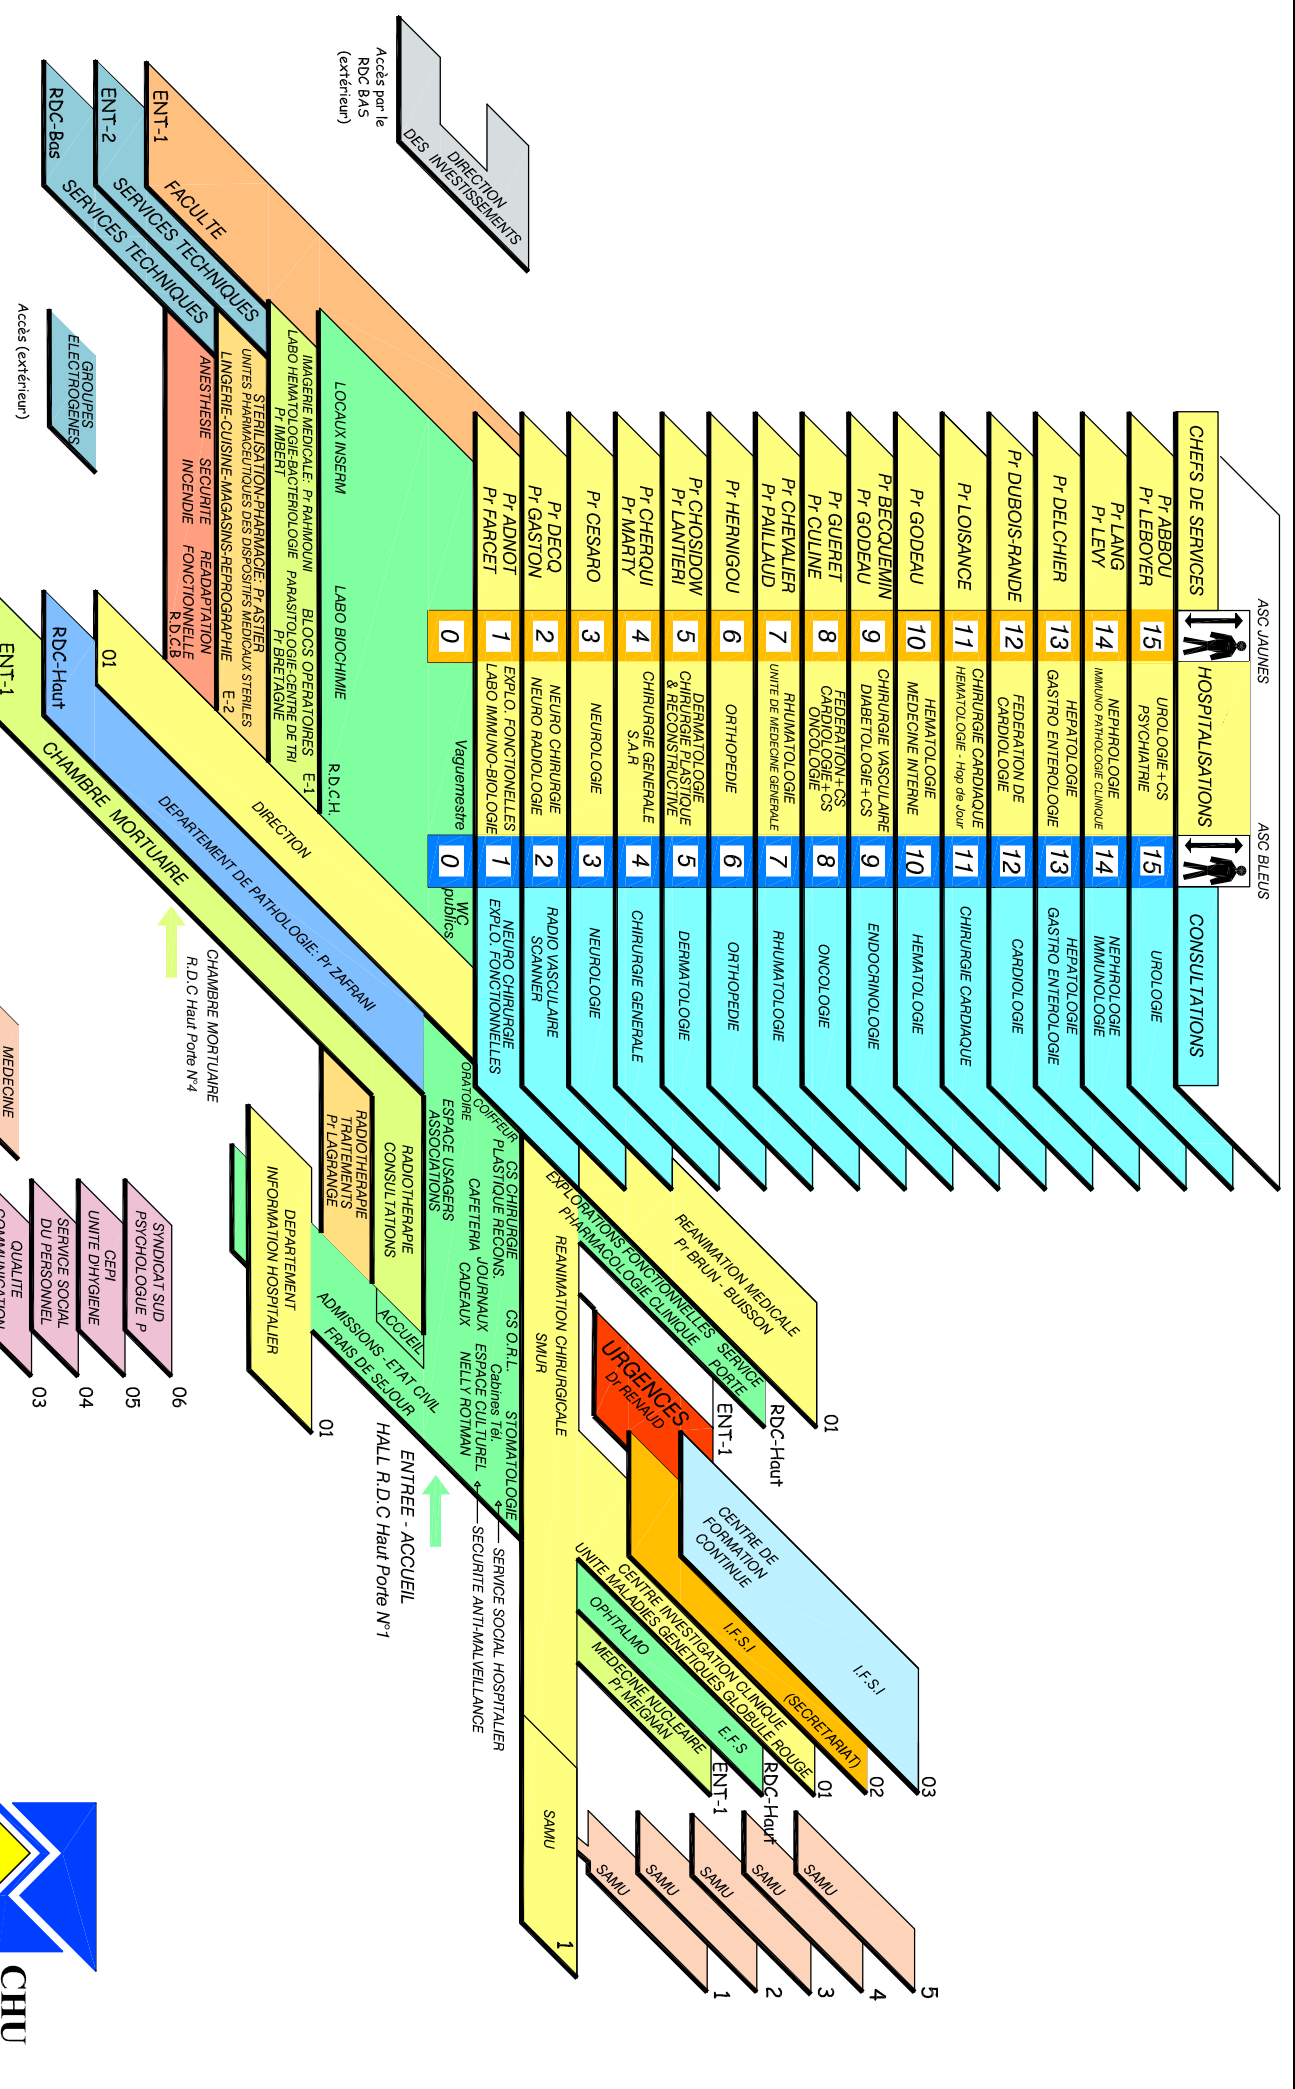 ASC JAUNES
ASC BLEUS
CHEFS DE SERVICES
HOSPITALISATIONS
CONSULTATIONS
Pr ABBOU
Pr LEBOYER
15
UROLOGIE+CS
PSYCHIATRIE
15
UROLOGIE
Pr LANG
Pr LEVY
14
NEPHROLOGIE
IMMUNO PATHOLOGIE CLINIQUE
14
NEPHROLOGIE
IMMUNOLOGIE
Pr DELCHIER
13
HEPATOLOGIE
GASTRO ENTEROLOGIE
13
HEPATOLOGIE
GASTRO ENTEROLOGIE
Pr DUBOIS-RANDE
12
FEDERATION DE
CARDIOLOGIE
12
CARDIOLOGIE
Pr LOISANCE
11
CHIRURGIE CARDIAQUE
HEMATOLOGIE - Hop de Jour
11
CHIRURGIE CARDIAQUE
Pr GODEAU
10
HEMATOLOGIE
MEDECINE INTERNE
10
HEMATOLOGIE
Pr BECQUEMIN
Pr GODEAU
9
CHIRURGIE VASCULAIRE
DIABETOLOGIE+CS
9
ENDOCRINOLOGIE
Pr GUERET
Pr CULINE
8
FEDERATION+CS
CARDIOLOGIE+CS
ONCOLOGIE
8
ONCOLOGIE
Pr CHEVALIER
Pr PAILLAUD
7
RHUMATOLOGIE
UNITE DE MEDECINE GENERALE
7
RHUMATOLOGIE
Pr HERNIGOU
6
ORTHOPEDIE
6
ORTHOPEDIE
Pr CHOSIDOW
Pr LANTIERI
5
DERMATOLOGIE
CHIRURGIE PLASTIQUE
& RECONSTRUCTIVE
5
DERMATOLOGIE
Pr CHERQUI
Pr MARTY
4
CHIRURGIE GENERALE
S.A.R
4
CHIRURGIE GENERALE
Pr CESARO
3
NEUROLOGIE
3
NEUROLOGIE
Pr DECQ
Pr GASTON
2
NEURO CHIRURGIE
NEURO RADIOLOGIE
2
RADIO VASCULAIRE
SCANNER
Pr ADNOT
Pr FARCET
1
EXPLO. FONCTIONELLES
LABO IMMUNO-BIOLOGIE
1
NEURO CHIRURGIE
EXPLO. FONCTIONNELLES
0
Vaguemestre
0
WC
publics
DIRECTION
DES INVESTISSEMENTS
Accès par le
RDC BAS
(extérieur)
ENT-1
FACULTE
ENT-2
SERVICES TECHNIQUES
RDC-Bas
SERVICES TECHNIQUES
GROUPES
ELECTROGENES
Accès (extérieur)
LOCAUX INSERM
LABO BIOCHIMIE
R.D.C.H.
IMAGERIE MEDICALE: Pr RAHMOUNI
BLOCS OPERATOIRES
LABO HEMATOLOGIE-BACTERIOLOGIE
PARASITOLOGIE-CENTRE DE TRI
Pr IMBERT
Pr BRETAGNE
E-1
STERILISATION-PHARMACIE: Pr ASTIER
UNITES PHARMACEUTIQUES DES DISPOSITIFS MEDICAUX STERILES
LINGERIE-CUISINE-MAGASINS-REPROGRAPHIE
E-2
ANESTHESIE
SECURITE
INCENDIE
READAPTATION
FONCTIONNELLE
R.D.C.B
01
DIRECTION
RDC-Haut
DEPARTEMENT DE PATHOLOGIE: Pr ZAFRANI
ENT-1
CHAMBRE MORTUAIRE
CHAMBRE MORTUAIRE
R.D.C Haut Porte N°4
ORATOIRE
COIFFEUR
ESPACE USAGERS
ASSOCIATIONS
CS CHIRURGIE
PLASTIQUE RECONS.
CAFETERIA
JOURNAUX
CADEAUX
CS O.R.L.
Cabines Tél.
ESPACE CULTUREL
NELLY ROTMAN
STOMATOLOGIE
RADIOTHERAPIE
CONSULTATIONS
RADIOTHERAPIE
TRAITEMENTS
Pr LAGRANGE
ACCUEIL
ADMISSIONS - ETAT CIVIL
FRAIS DE SEJOUR
DEPARTEMENT
INFORMATION HOSPITALIER
01
ENTREE - ACCUEIL
HALL R.D.C Haut Porte N°1
SERVICE SOCIAL HOSPITALIER
SECURITE ANTI-MALVEILLANCE
REANIMATION MEDICALE
Pr BRUN - BUISSON
01
EXPLORATIONS FONCTIONNELLES
PHARMACOLOGIE CLINIQUE
SERVICE
PORTE
RDC-Haut
URGENCES
Dr RENAUD
ENT-1
REANIMATION CHIRURGICALE
SMUR
SAMU
1
CENTRE DE
FORMATION
CONTINUE
I.F.S.I
03
I.F.S.I
(SECRETARIAT)
02
CENTRE INVESTIGATION CLINIQUE
UNITE MALADIES GENETIQUES GLOBULE ROUGE
01
OPHTALMO
E.F.S
RDC-Haut
MEDECINE NUCLEAIRE
Pr MEIGNAN
ENT-1
SAMU
5
SAMU
4
SAMU
3
SAMU
2
SAMU
1
MEDECINE
SYNDICAT SUD
PSYCHOLOGUE P
06
CEPI
UNITE D'HYGIENE
05
SERVICE SOCIAL
DU PERSONNEL
04
QUALITE
COMMUNICATION
03
CHU